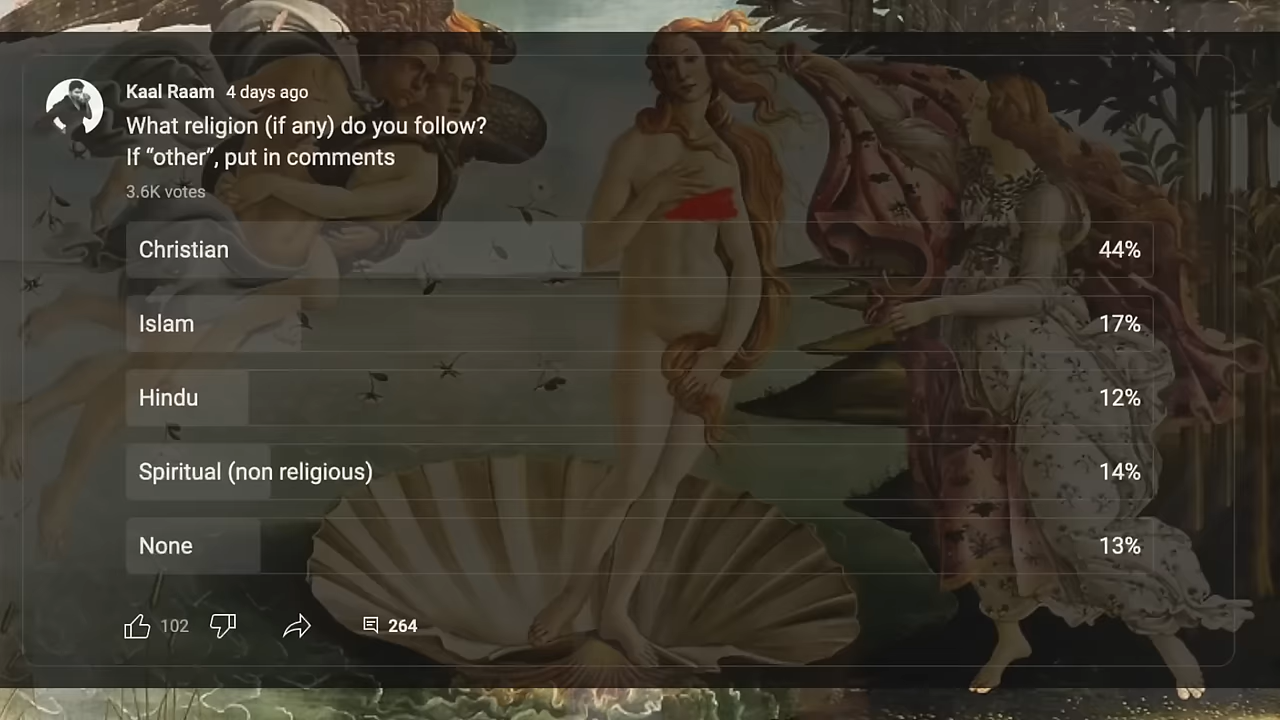 Kaal Raam 4 days ago
What religion (if any) do you follow?
If “other”, put in comments
3.6K votes
Christian 44%
Islam 17%
Hindu 12%
Spiritual (non religious) 14%
None 13%
102 264